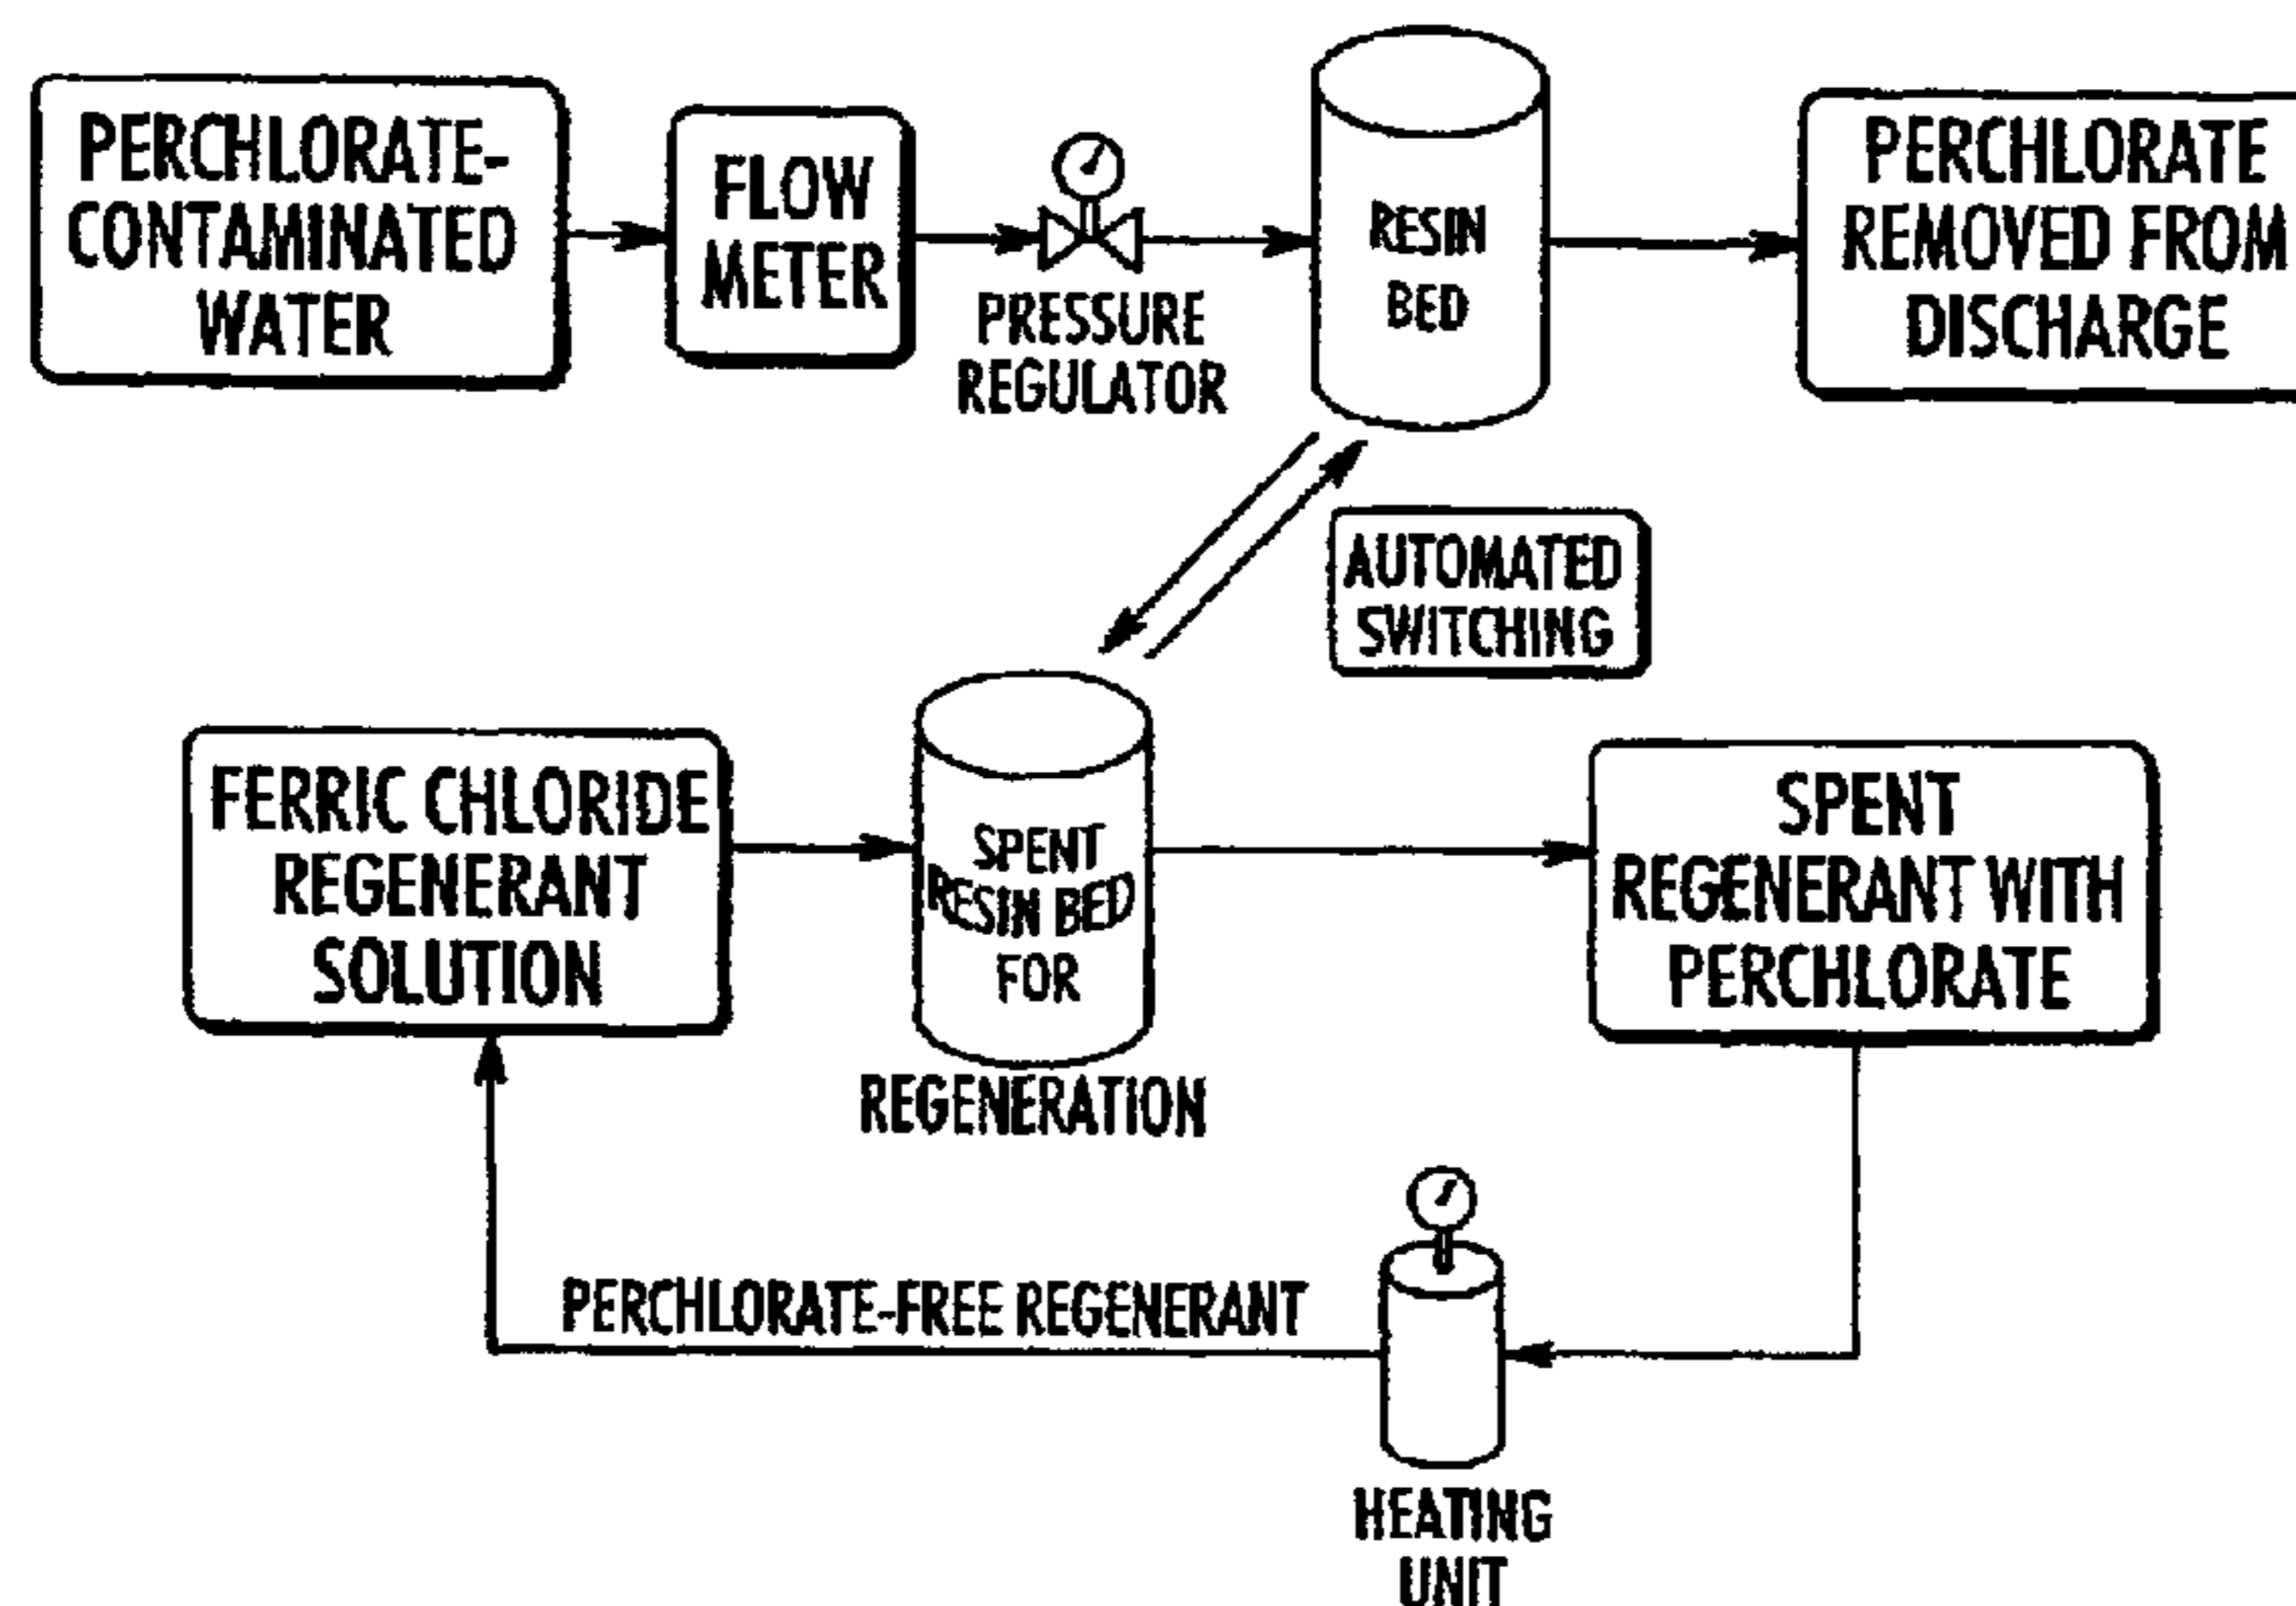 PERCHLORATE-
CONTAMINATED
WATER
FLOW
METER
PRESSURE
REGULATOR
RESIN
BED
PERCHLORATE
REMOVED FROM
DISCHARGE
AUTOMATED
SWITCHING
FERRIC CHLORIDE
REGENERANT
SOLUTION
SPENT
RESIN BED
FOR
REGENERATION
SPENT
REGENERANT WITH
PERCHLORATE
PERCHLORATE-FREE REGENERANT
HEATING
UNIT